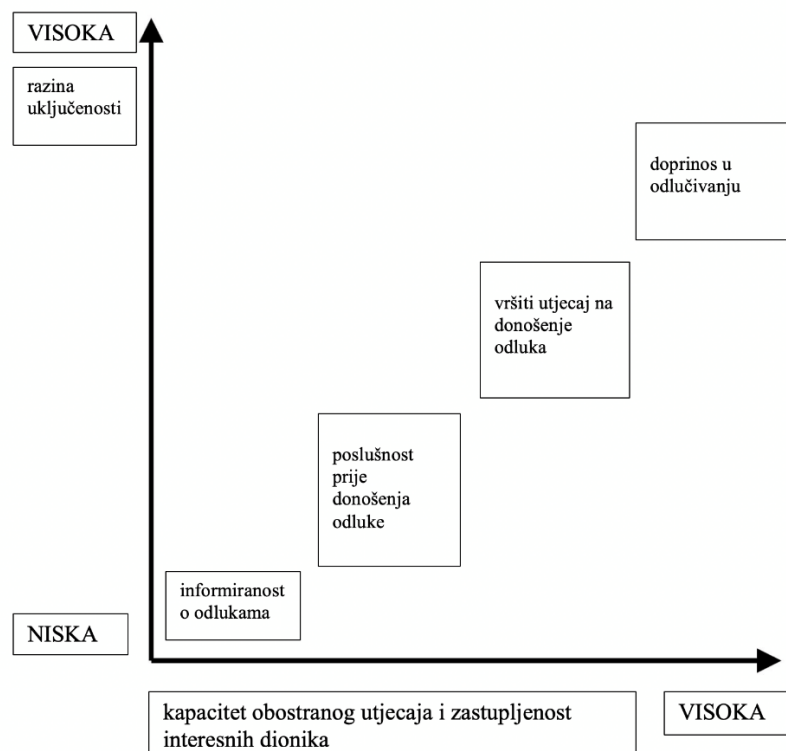 VISOKA
razina
uključenosti
doprinos u
odlučivanju
vršiti utjecaj na
donošenje
odluka
poslušnost
prije
donošenja
odluke
informiranost
o odlukama
NISKA
kapacitet obostranog utjecaja i zastupljenost
interesnih dionika
VISOKA